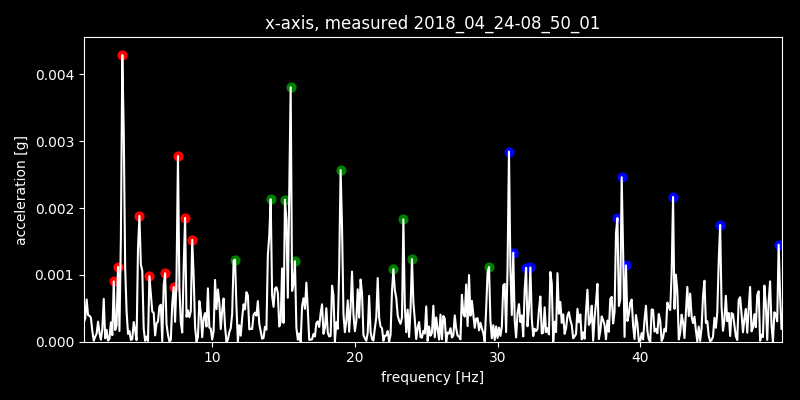 x-axis, measured 2018_04_24-08_50_01
0.004
0.003
0.002
0.001
0.000
acceleration [g]
10 20 30 40
frequency [Hz]